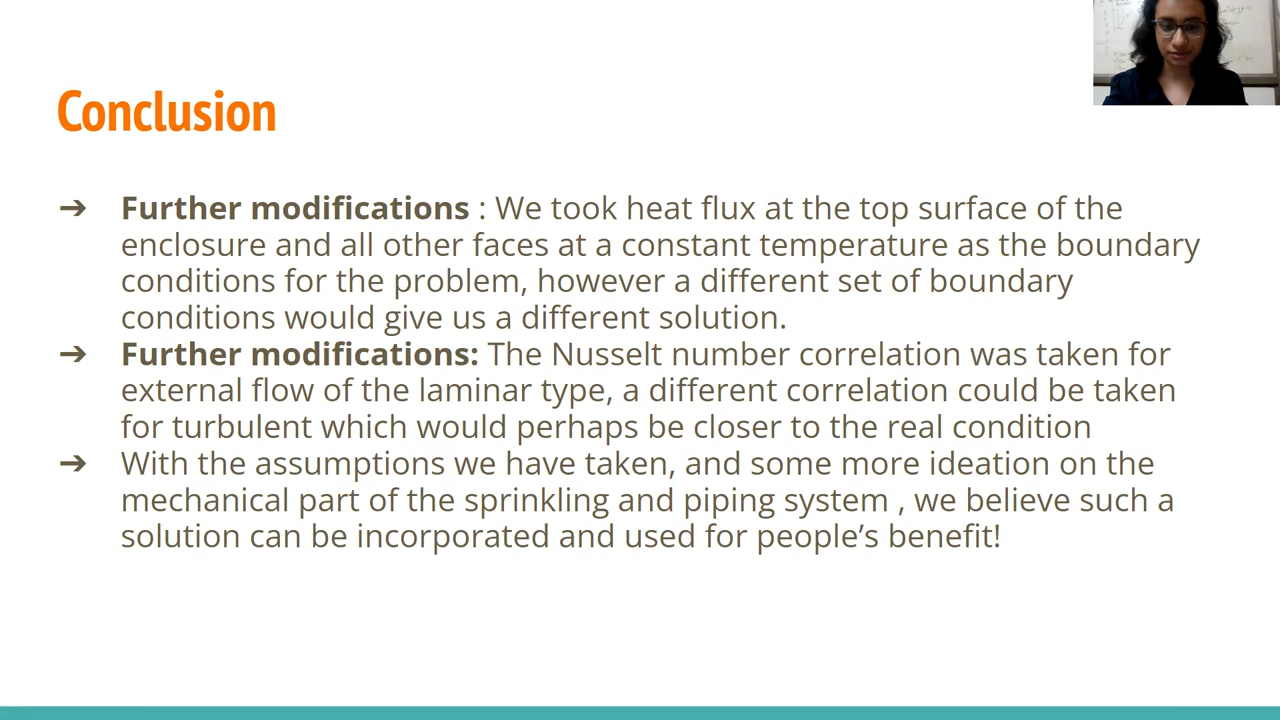 Conclusion
➔ Further modifications : We took heat flux at the top surface of the
enclosure and all other faces at a constant temperature as the boundary
conditions for the problem, however a different set of boundary
conditions would give us a different solution.
➔ Further modifications: The Nusselt number correlation was taken for
external flow of the laminar type, a different correlation could be taken
for turbulent which would perhaps be closer to the real condition
➔ With the assumptions we have taken, and some more ideation on the
mechanical part of the sprinkling and piping system , we believe such a
solution can be incorporated and used for people’s benefit!